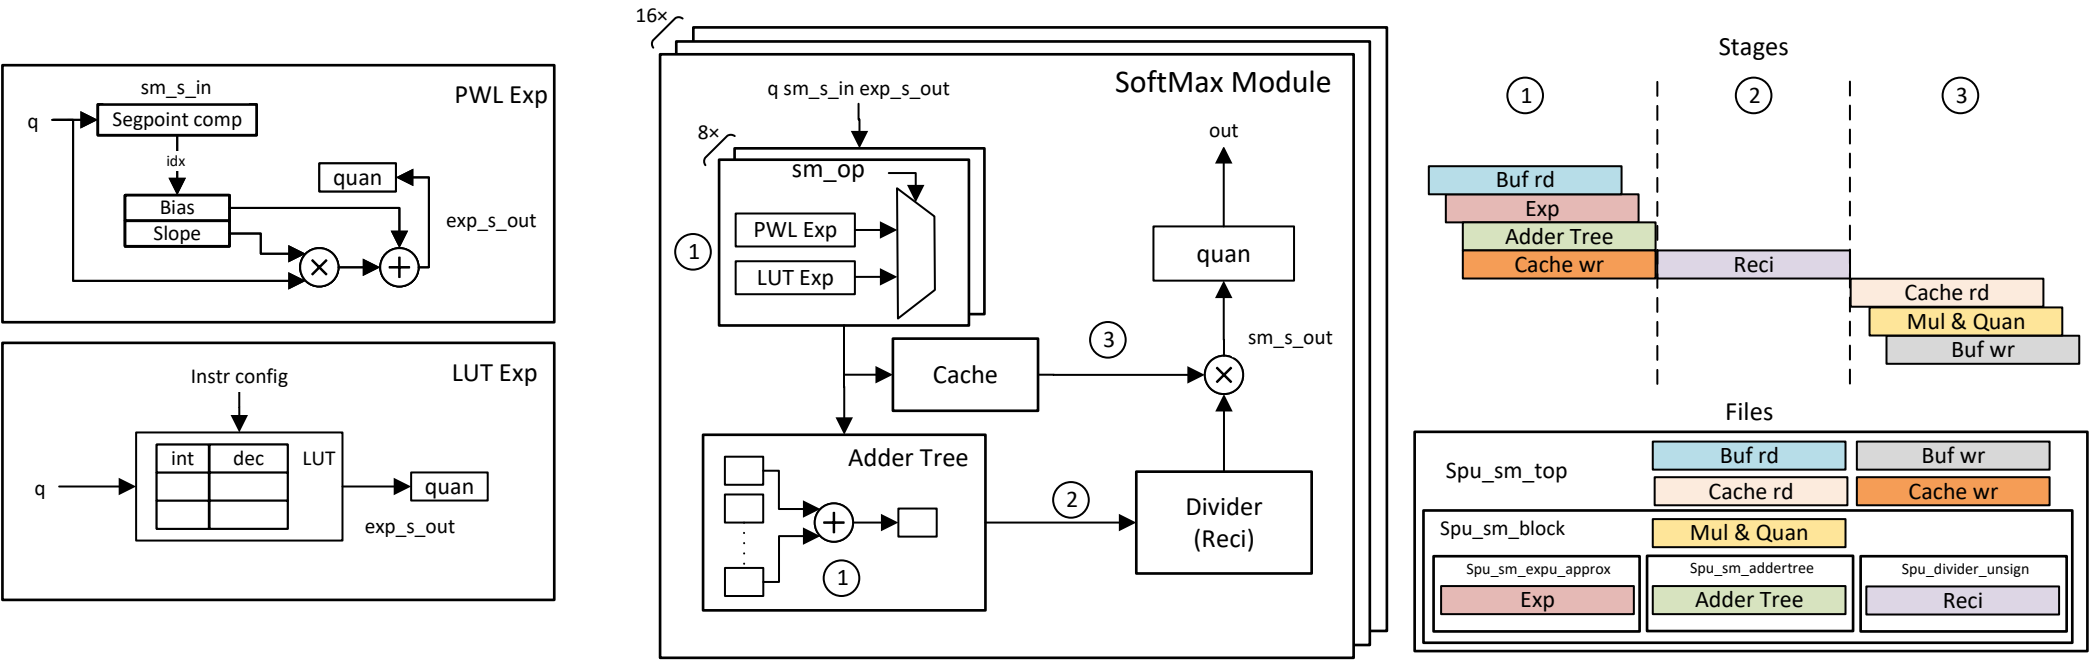 PWL Exp
sm_s_in
q
Segpoint comp
idx
quan
Bias
Slope
exp_s_out
×
+
LUT Exp
Instr config
int dec LUT
q
quan
exp_s_out
16×
SoftMax Module
q sm_s_in exp_s_out
8×
out
sm_op
1
PWL Exp
LUT Exp
quan
3
sm_s_out
Cache
×
Adder Tree
+
1
2
Divider
(Reci)
Stages
1 2 3
Buf rd
Exp
Adder Tree
Cache wr
Reci
Cache rd
Mul & Quan
Buf wr
Files
Spu_sm_top
Buf rd
Buf wr
Cache rd
Cache wr
Spu_sm_block
Mul & Quan
Spu_sm_expu_approx
Exp
Spu_sm_addertree
Adder Tree
Spu_divider_unsign
Reci